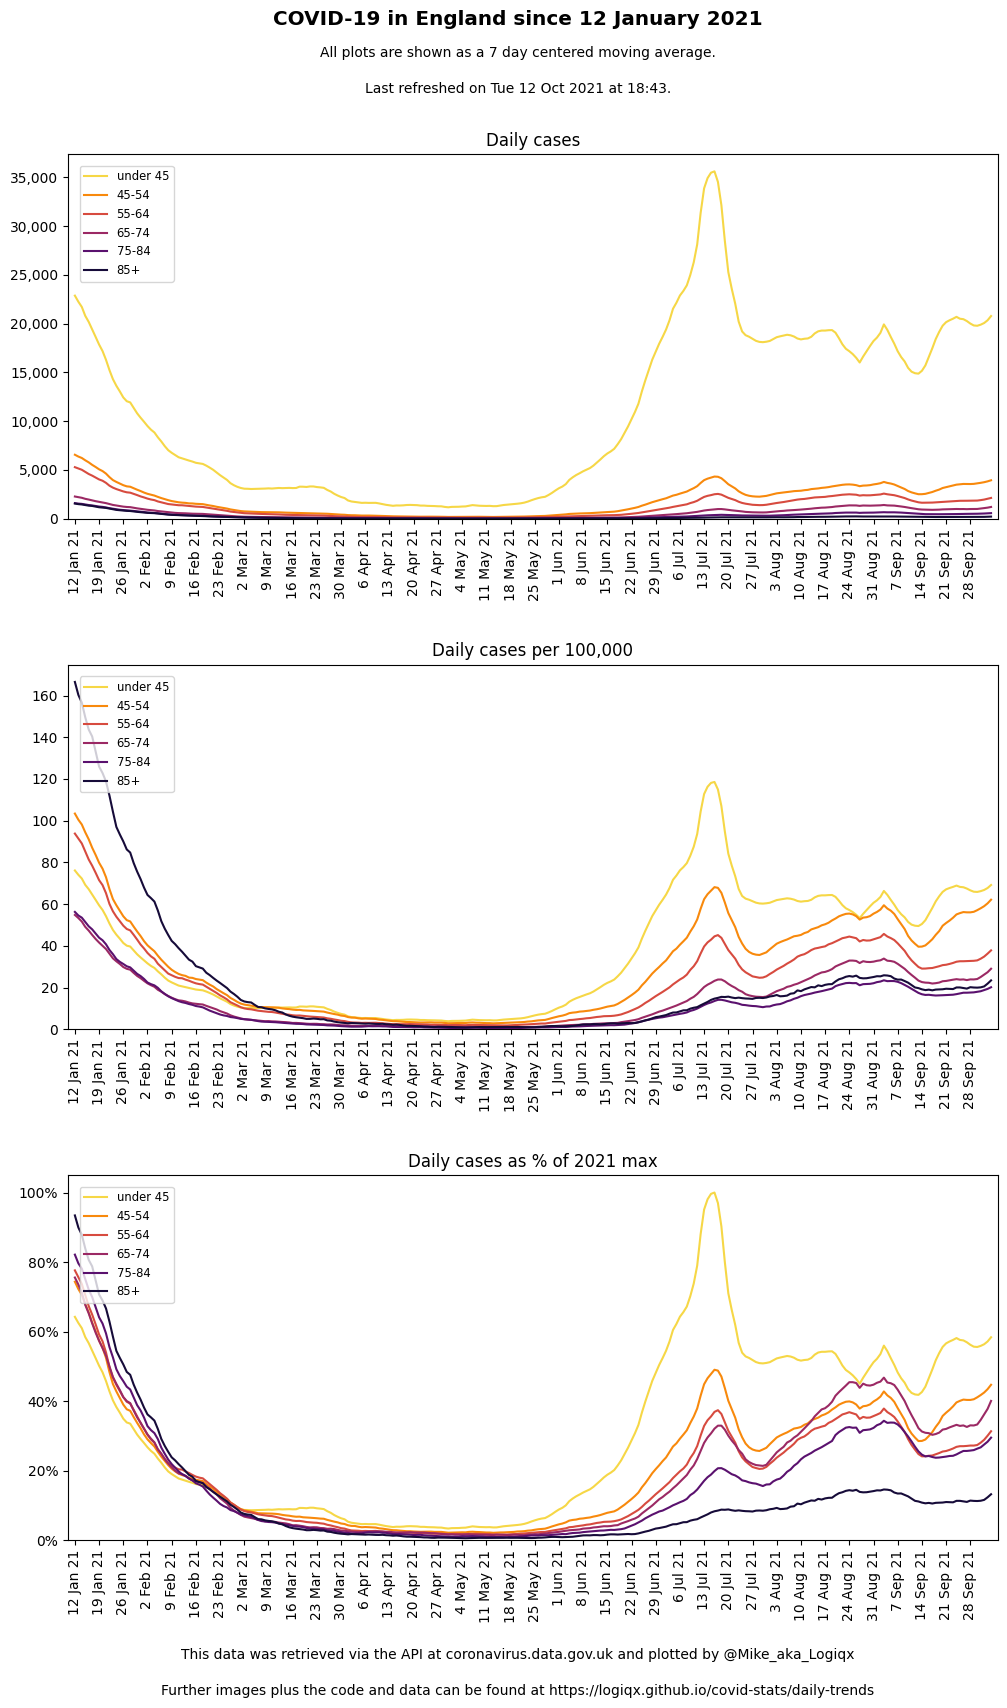 COVID-19 in England since 12 January 2021
All plots are shown as a 7 day centered moving average.
Last refreshed on Tue 12 Oct 2021 at 18:43.
Daily cases
35,000
30,000
25,000
20,000
15,000
10,000
5,000
0
under 45
45-54
55-64
65-74
75-84
85+
12 Jan 21
19 Jan 21
26 Jan 21
2 Feb 21
9 Feb 21
16 Feb 21
23 Feb 21
2 Mar 21
9 Mar 21
16 Mar 21
23 Mar 21
30 Mar 21
6 Apr 21
13 Apr 21
20 Apr 21
27 Apr 21
4 May 21
11 May 21
18 May 21
25 May 21
1 Jun 21
8 Jun 21
15 Jun 21
22 Jun 21
29 Jun 21
6 Jul 21
13 Jul 21
20 Jul 21
27 Jul 21
3 Aug 21
10 Aug 21
17 Aug 21
24 Aug 21
31 Aug 21
7 Sep 21
14 Sep 21
21 Sep 21
28 Sep 21
Daily cases per 100,000
160
140
120
100
80
60
40
20
0
under 45
45-54
55-64
65-74
75-84
85+
12 Jan 21
19 Jan 21
26 Jan 21
2 Feb 21
9 Feb 21
16 Feb 21
23 Feb 21
2 Mar 21
9 Mar 21
16 Mar 21
23 Mar 21
30 Mar 21
6 Apr 21
13 Apr 21
20 Apr 21
27 Apr 21
4 May 21
11 May 21
18 May 21
25 May 21
1 Jun 21
8 Jun 21
15 Jun 21
22 Jun 21
29 Jun 21
6 Jul 21
13 Jul 21
20 Jul 21
27 Jul 21
3 Aug 21
10 Aug 21
17 Aug 21
24 Aug 21
31 Aug 21
7 Sep 21
14 Sep 21
21 Sep 21
28 Sep 21
Daily cases as % of 2021 max
100%
80%
60%
40%
20%
0%
under 45
45-54
55-64
65-74
75-84
85+
12 Jan 21
19 Jan 21
26 Jan 21
2 Feb 21
9 Feb 21
16 Feb 21
23 Feb 21
2 Mar 21
9 Mar 21
16 Mar 21
23 Mar 21
30 Mar 21
6 Apr 21
13 Apr 21
20 Apr 21
27 Apr 21
4 May 21
11 May 21
18 May 21
25 May 21
1 Jun 21
8 Jun 21
15 Jun 21
22 Jun 21
29 Jun 21
6 Jul 21
13 Jul 21
20 Jul 21
27 Jul 21
3 Aug 21
10 Aug 21
17 Aug 21
24 Aug 21
31 Aug 21
7 Sep 21
14 Sep 21
21 Sep 21
28 Sep 21
This data was retrieved via the API at coronavirus.data.gov.uk and plotted by @Mike_aka_Logiqx
Further images plus the code and data can be found at https://logiqx.github.io/covid-stats/daily-trends